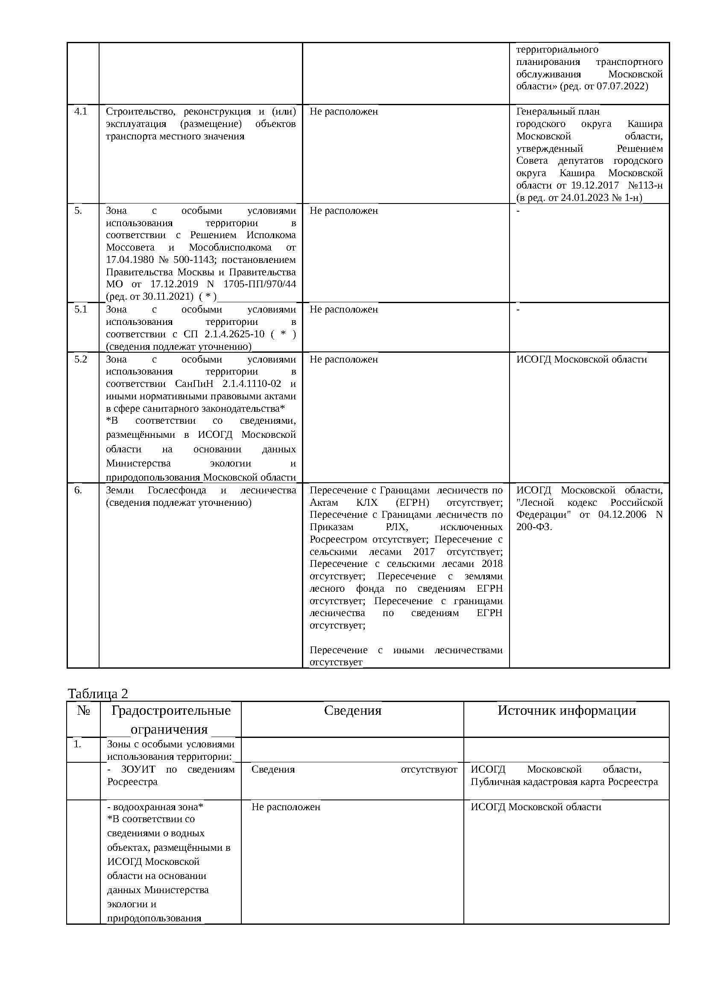 территориального
планирования транспортного
обслуживания Московской
области» (ред. от 07.07.2022)
4.1
Строительство, реконструкция и (или)
эксплуатация (размещение) объектов
транспорта местного значения
Не расположен
Генеральный план
городского округа Кашира
Московской области,
утвержденный Решением
Совета депутатов городского
округа Кашира Московской
области от 19.12.2017 №113-н
(в ред. от 24.01.2023 № 1-н)
5.
Зона с особыми условиями
использования территории в
соответствии с Решением Исполкома
Моссовета и Мособлисполкома от
17.04.1980 № 500-1143; постановлением
Правительства Москвы и Правительства
МО от 17.12.2019 N 1705-ПП/970/44
(ред. от 30.11.2021) ( * )
Не расположен
-
5.1
Зона с особыми условиями
использования территории в
соответствии с СП 2.1.4.2625-10 ( * )
(сведения подлежат уточнению)
Не расположен
-
5.2
Зона с особыми условиями
использования территории в
соответствии СанПиН 2.1.4.1110-02 и
иными нормативными правовыми актами
в сфере санитарного законодательства*
*В соответствии со сведениями,
размещёнными в ИСОГД Московской
области на основании данных
Министерства экологии и
природопользования Московской области
Не расположен
ИСОГД Московской области
6.
Земли Гослесфонда и лесничества
(сведения подлежат уточнению)
Пересечение с Границами лесничеств по
Актам КЛХ (ЕГРН) отсутствует;
Пересечение с Границами лесничеств по
Приказам РЛХ, исключенных
Росреестром отсутствует; Пересечение с
сельскими лесами 2017 отсутствует;
Пересечение с сельскими лесами 2018
отсутствует; Пересечение с землями
лесного фонда по сведениям ЕГРН
отсутствует; Пересечение с границами
лесничества по сведениям ЕГРН
отсутствует;
Пересечение с иными лесничествами
отсутствует
ИСОГД Московской области,
"Лесной кодекс Российской
Федерации" от 04.12.2006 N
200-ФЗ.
Таблица 2
№
Градостроительные
ограничения
Сведения
Источник информации
1.
Зоны с особыми условиями
использования территории:
- ЗОУИТ по сведениям
Росреестра
Сведения отсутствуют
ИСОГД Московской области,
Публичная кадастровая карта Росреестра
- водоохранная зона*
*В соответствии со
сведениями о водных
объектах, размещёнными в
ИСОГД Московской
области на основании
данных Министерства
экологии и
природопользования
Не расположен
ИСОГД Московской области